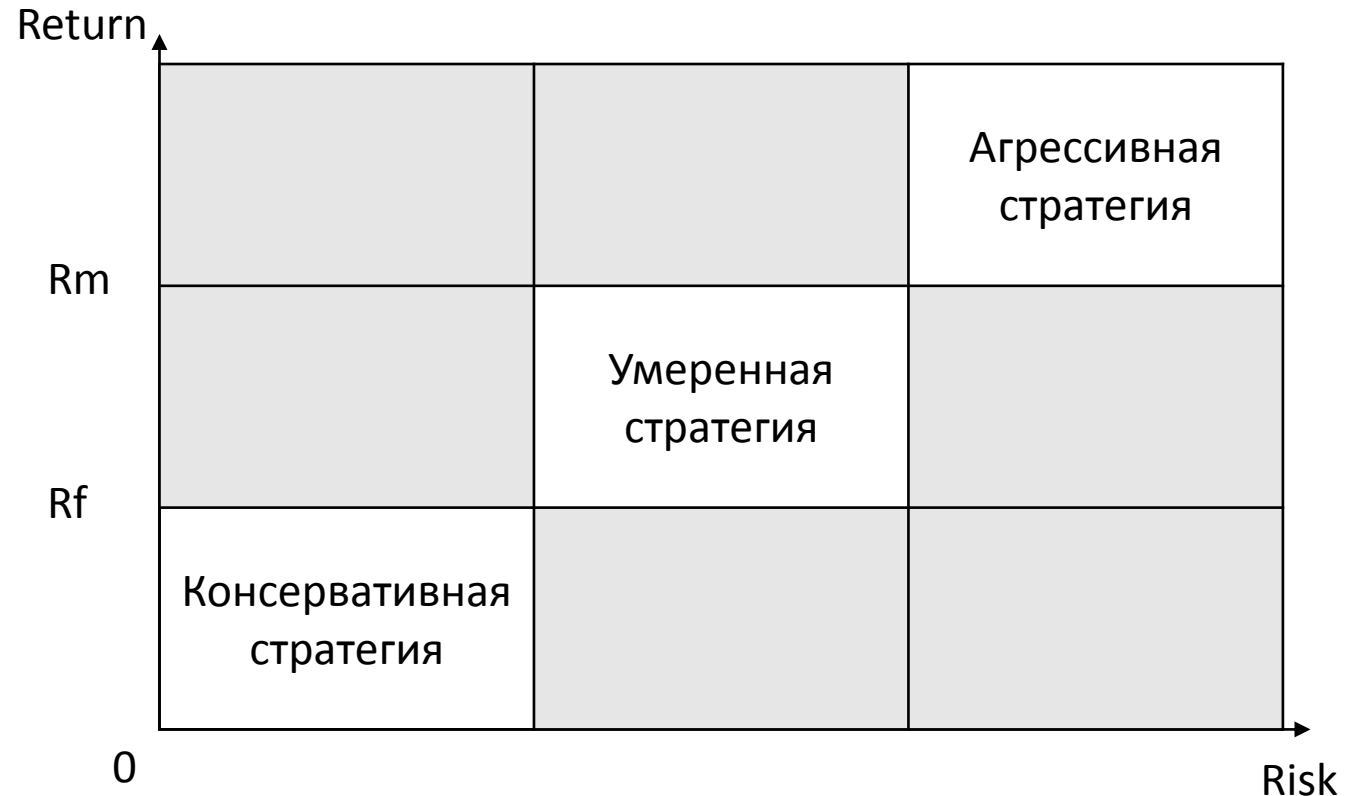 Return
Агрессивная
стратегия
Rm
Умеренная
стратегия
Rf
Консервативная
стратегия
0
Risk